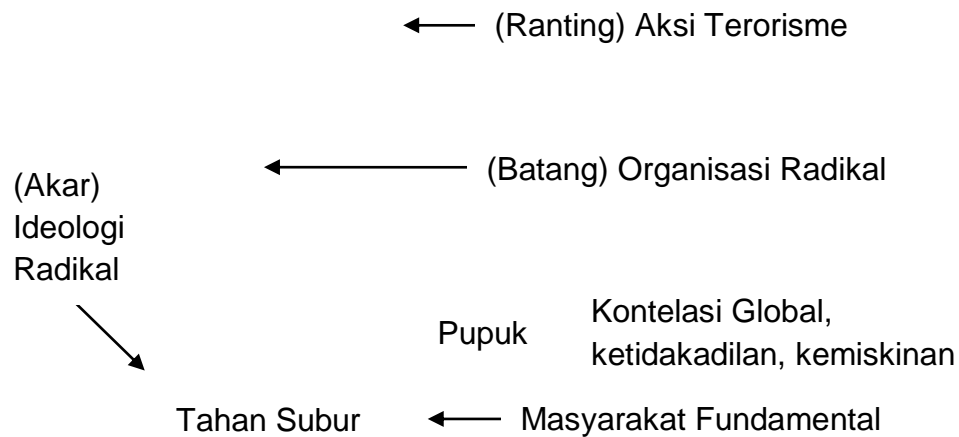 (Ranting) Aksi Terorisme
(Batang) Organisasi Radikal
(Akar)
Ideologi
Radikal
Pupuk
Kontelasi Global,
ketidakadilan, kemiskinan
Tahan Subur
Masyarakat Fundamental